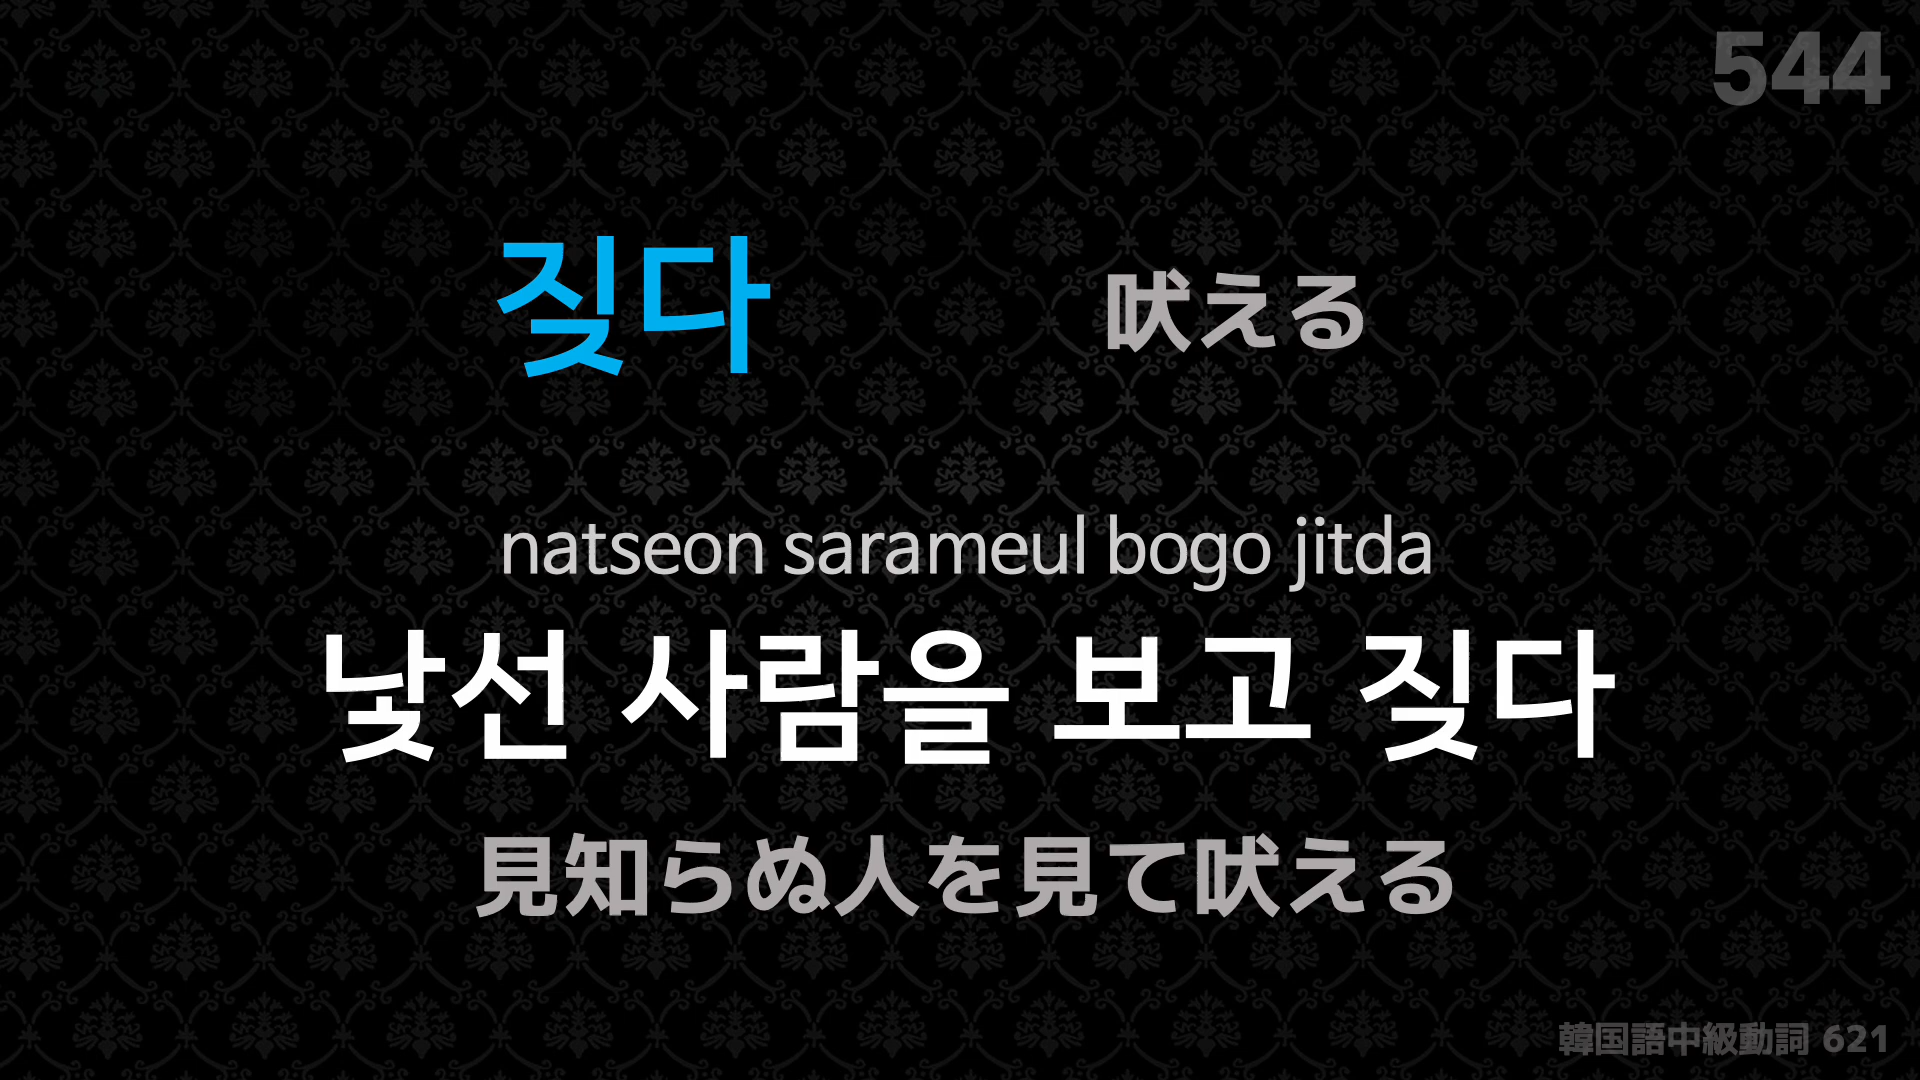 544
짖다 吠える
natseon sarameul bogo jitda
낯선 사람을 보고 짖다
見知らぬ人を見て吠える
韓国語中級動詞 621